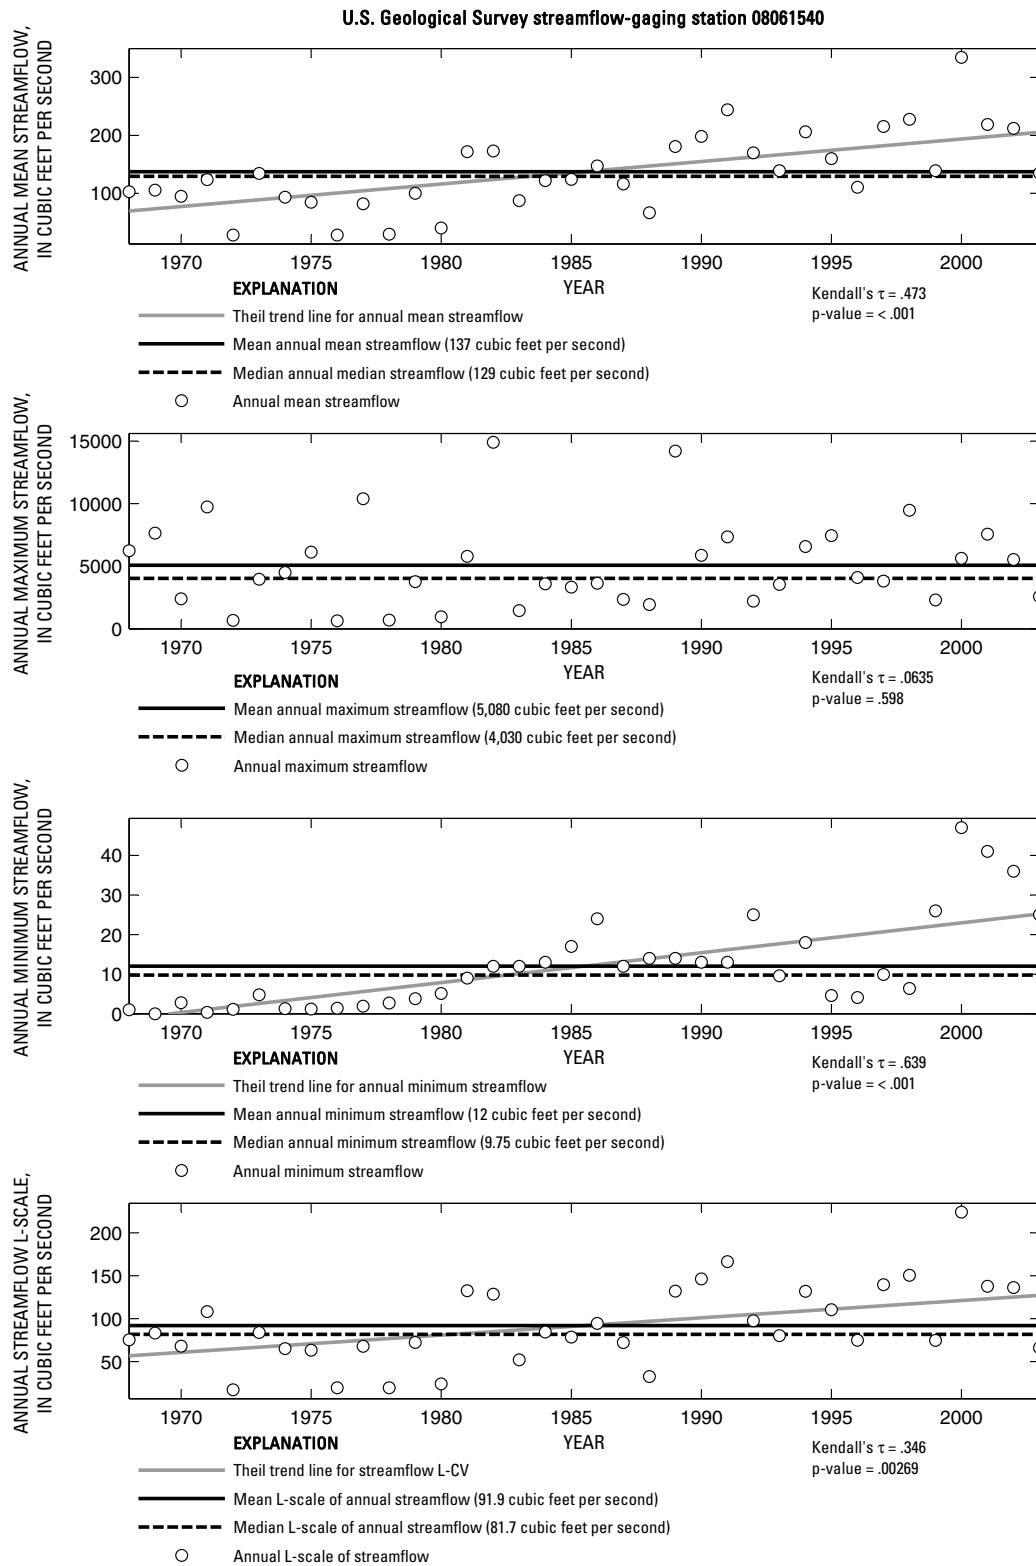 U.S. Geological Survey streamflow-gaging station 08061540
ANNUAL MEAN STREAMFLOW,
IN CUBIC FEET PER SECOND
300
200
100
1970 1975 1980 1985 1990 1995 2000
YEAR
EXPLANATION
Theil trend line for annual mean streamflow
Mean annual mean streamflow (137 cubic feet per second)
Median annual median streamflow (129 cubic feet per second)
Annual mean streamflow
Kendall's τ = .473
p-value = < .001
ANNUAL MAXIMUM STREAMFLOW,
IN CUBIC FEET PER SECOND
15000
10000
5000
0
1970 1975 1980 1985 1990 1995 2000
YEAR
EXPLANATION
Mean annual maximum streamflow (5,080 cubic feet per second)
Median annual maximum streamflow (4,030 cubic feet per second)
Annual maximum streamflow
Kendall's τ = .0635
p-value = .598
ANNUAL MINIMUM STREAMFLOW,
IN CUBIC FEET PER SECOND
40
30
20
10
0
1970 1975 1980 1985 1990 1995 2000
YEAR
EXPLANATION
Theil trend line for annual minimum streamflow
Mean annual minimum streamflow (12 cubic feet per second)
Median annual minimum streamflow (9.75 cubic feet per second)
Annual minimum streamflow
Kendall's τ = .639
p-value = < .001
ANNUAL STREAMFLOW L-SCALE,
IN CUBIC FEET PER SECOND
200
150
100
50
1970 1975 1980 1985 1990 1995 2000
YEAR
EXPLANATION
Theil trend line for streamflow L-CV
Mean L-scale of annual streamflow (91.9 cubic feet per second)
Median L-scale of annual streamflow (81.7 cubic feet per second)
Annual L-scale of streamflow
Kendall's τ = .346
p-value = .00269